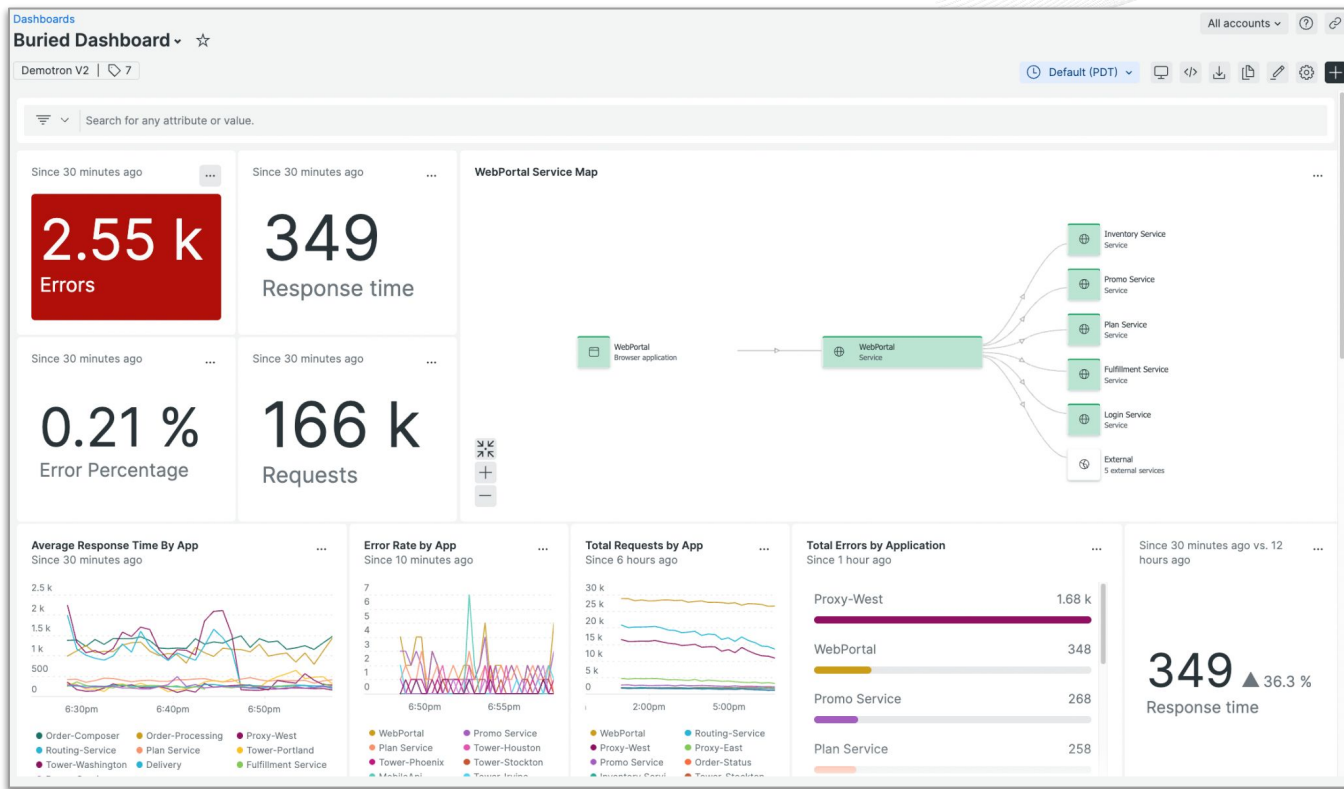 Dashboards
Buried Dashboard
All accounts
Demotron V2 | 7
Default (PDT)
Search for any attribute or value.
Since 30 minutes ago
2.55 k
Errors
Since 30 minutes ago
349
Response time
Since 30 minutes ago
0.21 %
Error Percentage
Since 30 minutes ago
166 k
Requests
WebPortal Service Map
WebPortal
Browser application
WebPortal
Service
Inventory Service
Service
Promo Service
Service
Plan Service
Service
Fulfillment Service
Service
Login Service
Service
External
5 external services
Average Response Time By App
Since 30 minutes ago
2.5 k
2 k
1.5 k
1 k
500
0
6:30pm 6:40pm 6:50pm
Order-Composer Order-Processing Proxy-West
Routing-Service Plan Service Tower-Portland
Tower-Washington Delivery Fulfillment Service
Error Rate by App
Since 10 minutes ago
7
6
5
4
3
2
1
0
6:50pm 6:55pm
WebPortal Promo Service
Plan Service Tower-Houston
Tower-Phoenix Tower-Stockton
MobileApi Tower-Irvine
Total Requests by App
Since 6 hours ago
30 k
25 k
20 k
15 k
10 k
5 k
0
2:00pm 5:00pm
WebPortal Routing-Service
Proxy-West Proxy-East
Promo Service Order-Status
Inventory Servi Tower-Stockton
Total Errors by Application
Since 1 hour ago
Proxy-West 1.68 k
WebPortal 348
Promo Service 268
Plan Service 258
Since 30 minutes ago vs. 12
hours ago
349 ▲ 36.3 %
Response time